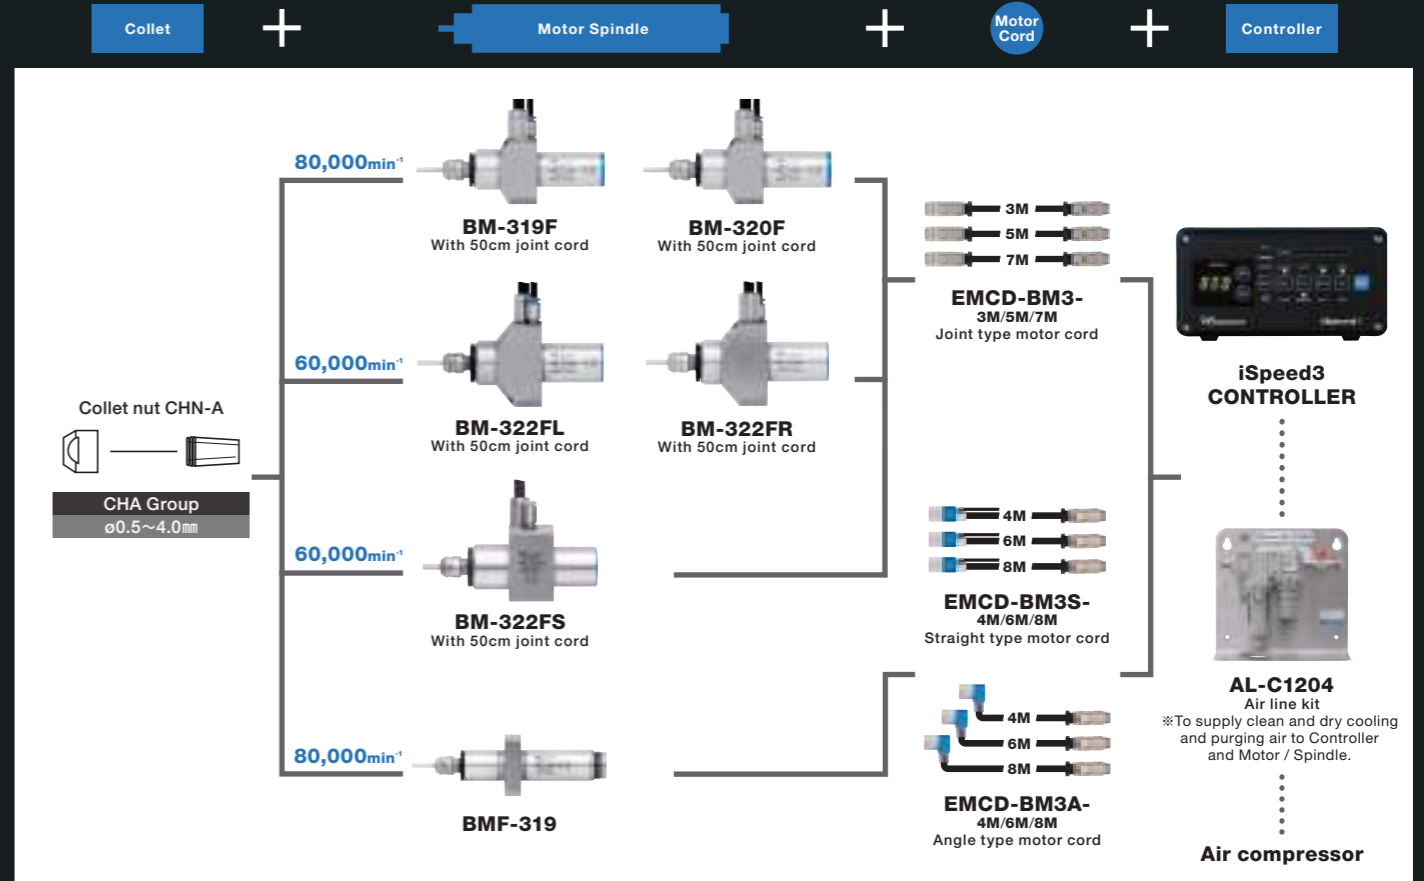 Collet
Motor Spindle
Motor
Cord
Controller
80,000min⁻¹
BM-319F
With 50cm joint cord
BM-320F
With 50cm joint cord
60,000min⁻¹
BM-322FL
With 50cm joint cord
BM-322FR
With 50cm joint cord
Collet nut CHN-A
CHA Group
ø0.5～4.0㎜
60,000min⁻¹
BM-322FS
With 50cm joint cord
80,000min⁻¹
BMF-319
3M
5M
7M
EMCD-BM3-
3M/5M/7M
Joint type motor cord
4M
6M
8M
EMCD-BM3S-
4M/6M/8M
Straight type motor cord
4M
6M
8M
EMCD-BM3A-
4M/6M/8M
Angle type motor cord
iSpeed3
CONTROLLER
AL-C1204
Air line kit
※To supply clean and dry cooling
and purging air to Controller
and Motor / Spindle.
Air compressor